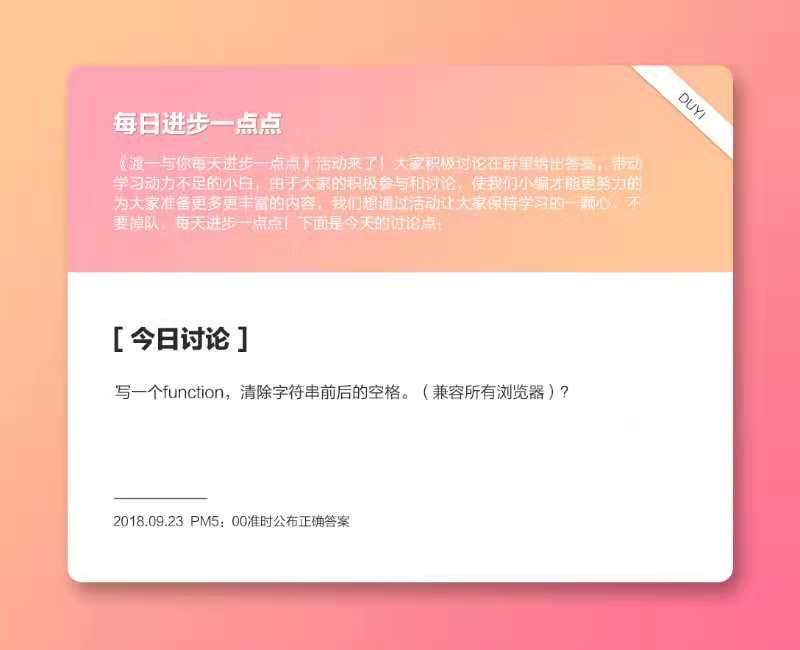 DUYI
每日进步一点点
《渡一与你每天进步一点点》活动来了！大家积极讨论在群里给出答案，带动
学习动力不足的小白，由于大家的积极参与和讨论，使我们小编才能更努力的
为大家准备更多更丰富的内容，我们想通过活动让大家保持学习的一颗心，不
要掉队，每天进步一点点！下面是今天的讨论点：
[ 今日讨论 ]
写一个function，清除字符串前后的空格。（兼容所有浏览器）?
2018.09.23 PM5：00准时公布正确答案